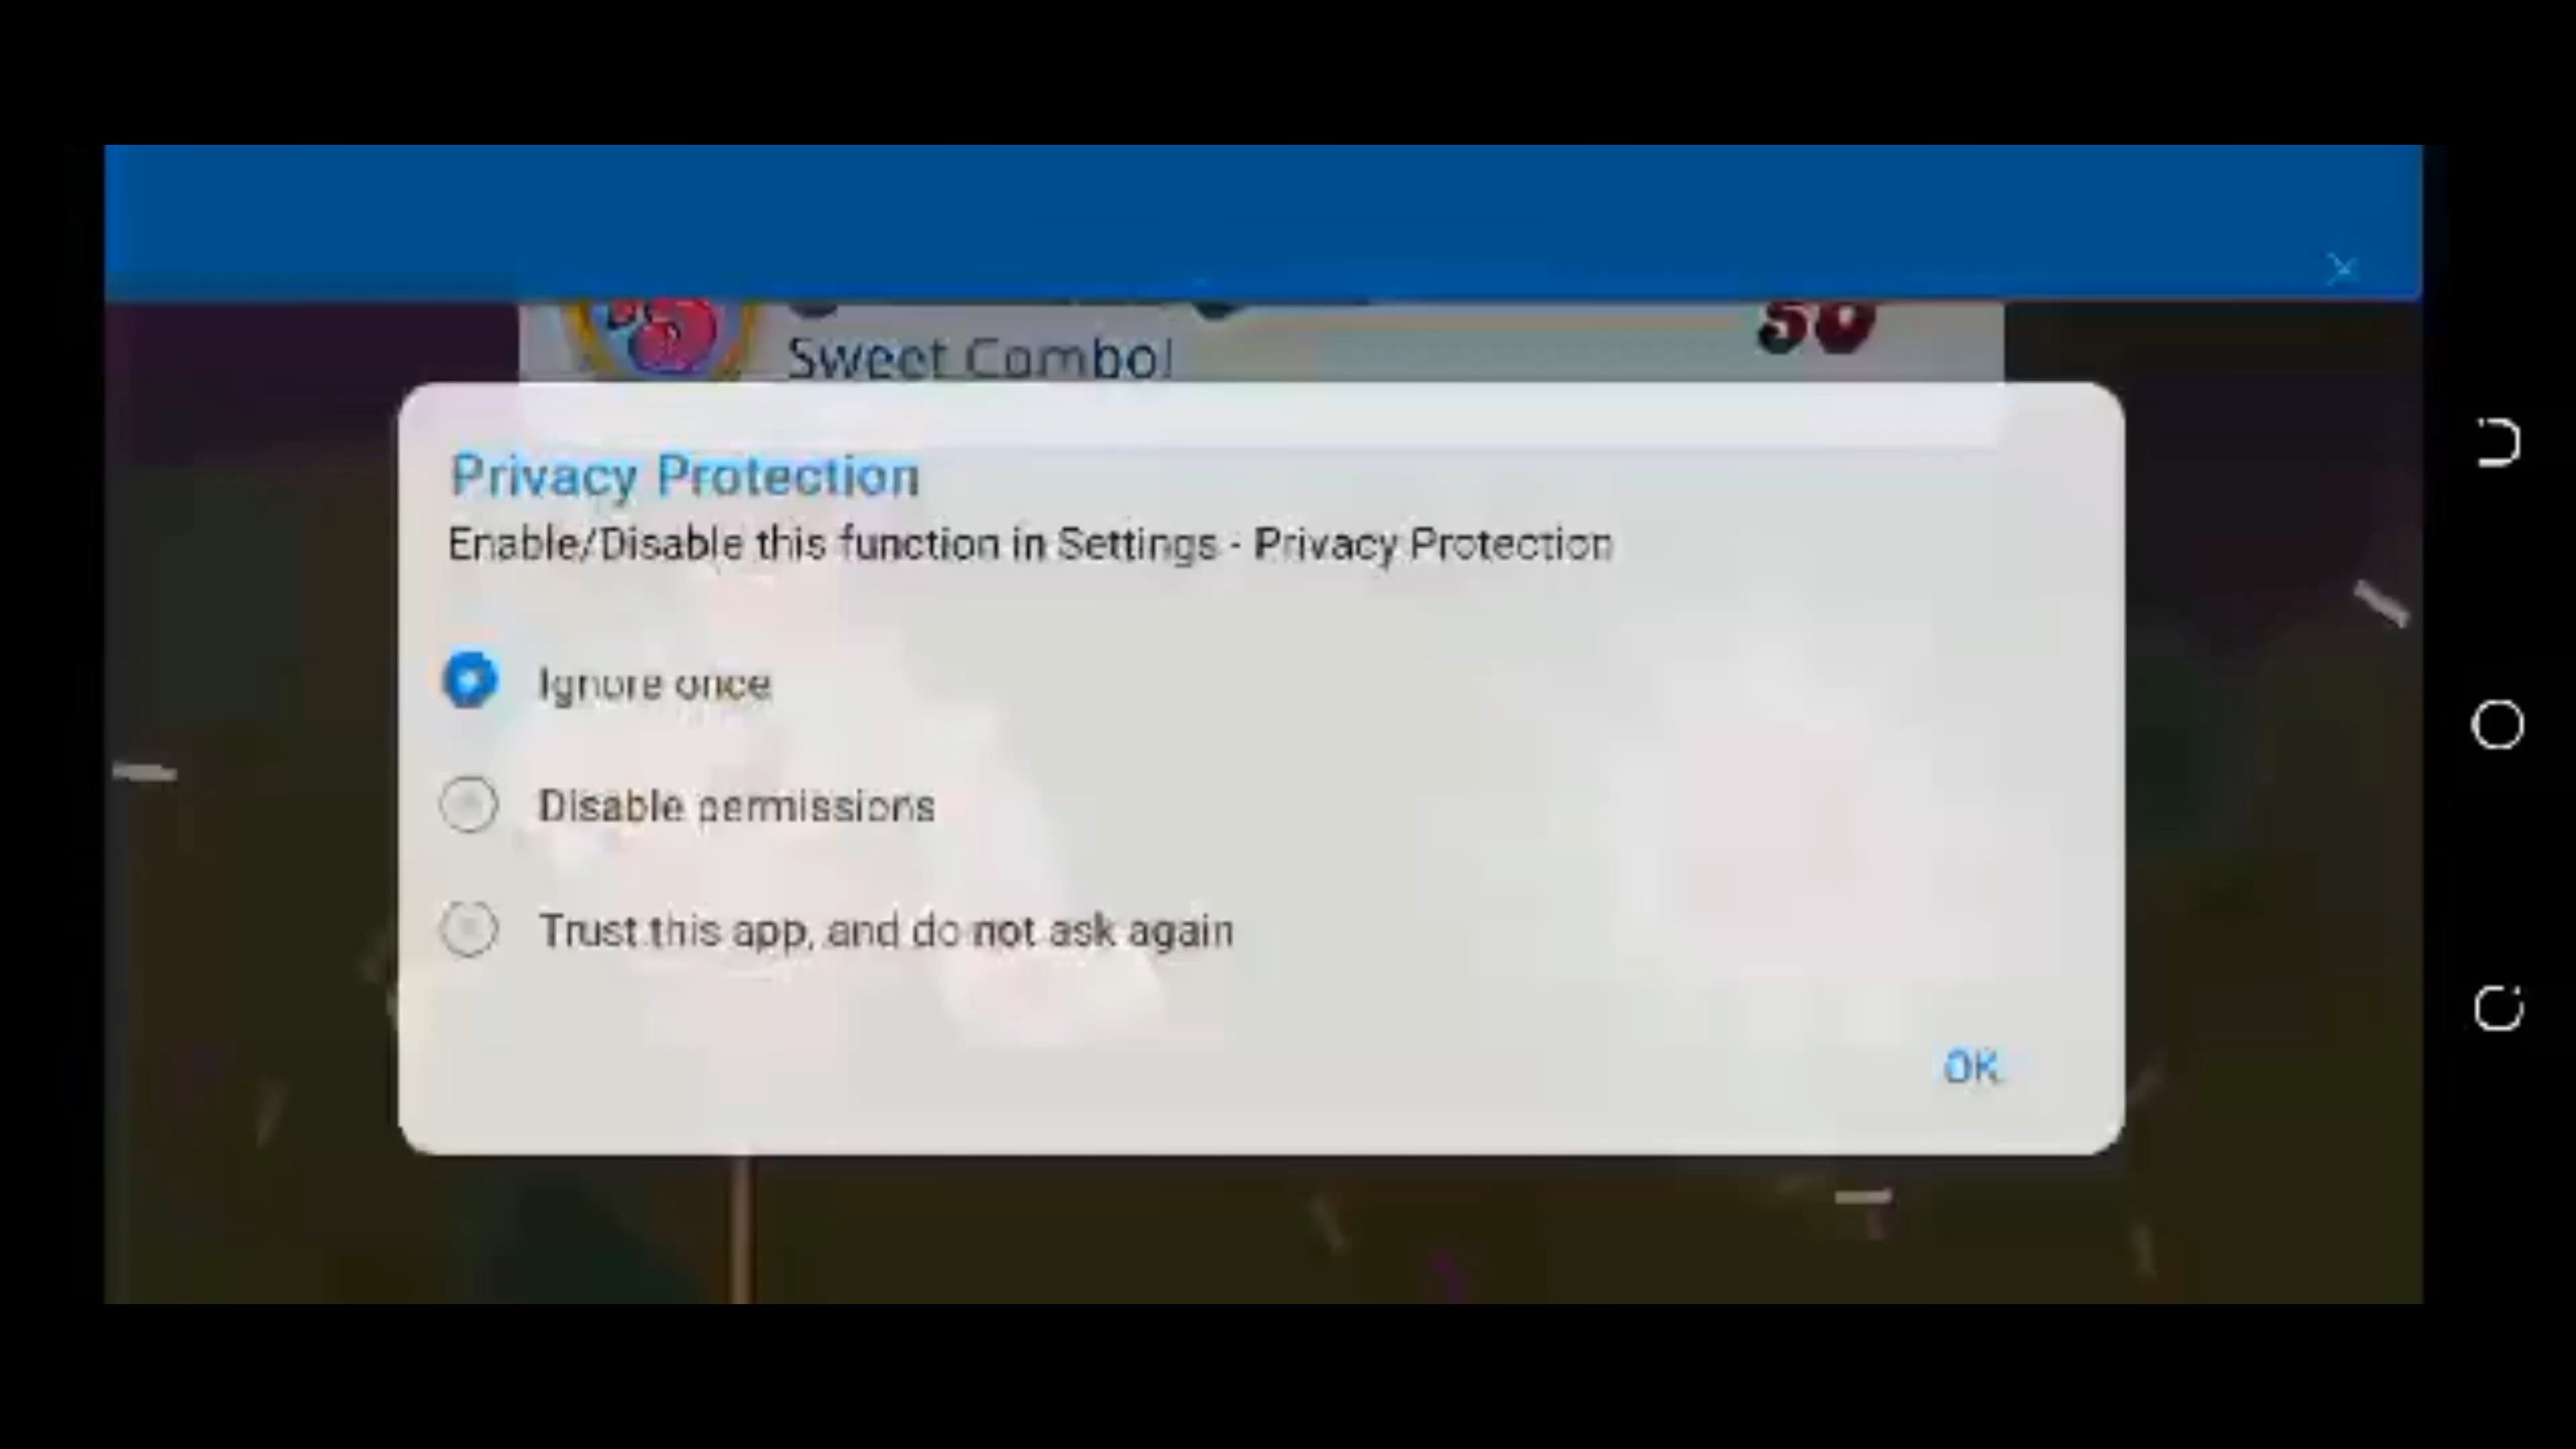 50
Sweet Combo!
Privacy Protection
Enable/Disable this function in Settings - Privacy Protection
Ignore once
Disable permissions
Trust this app, and do not ask again
OK